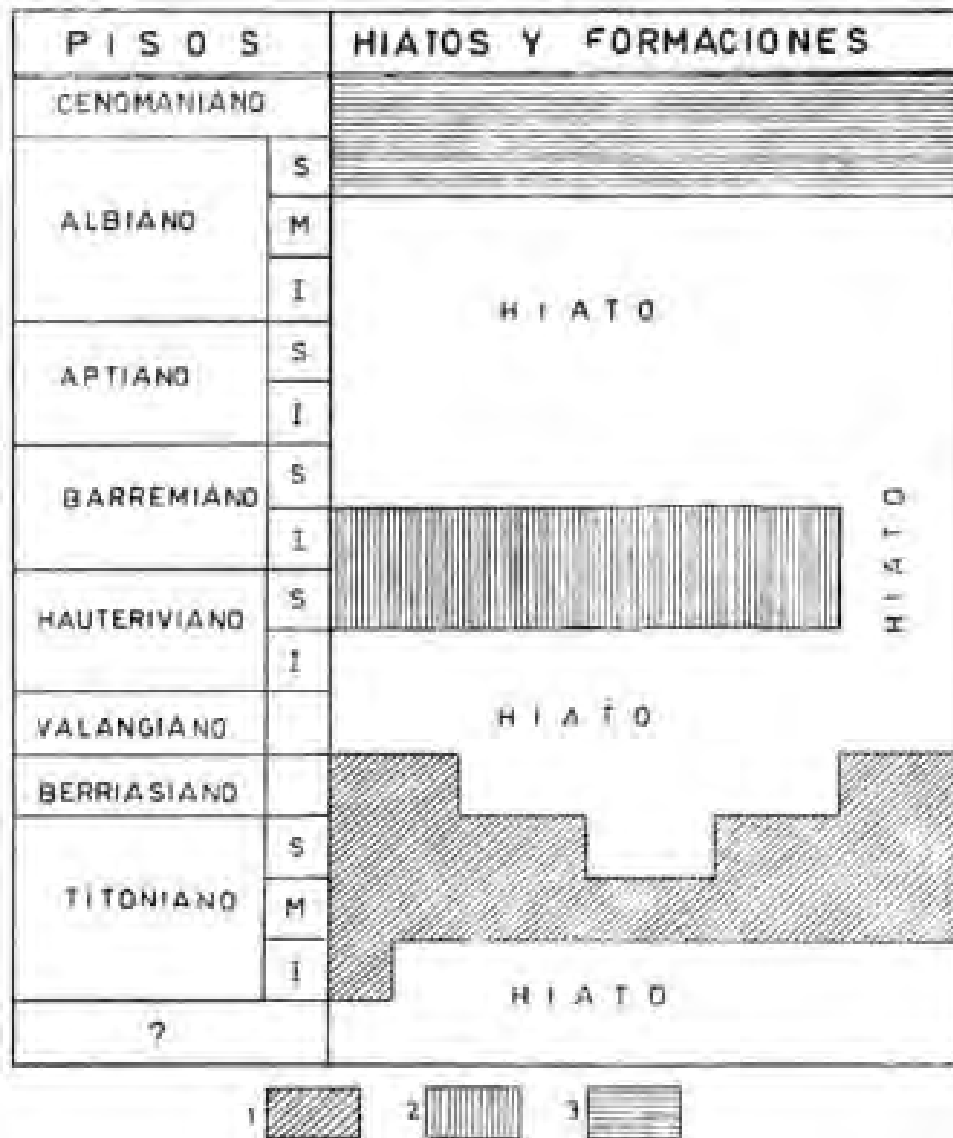 PISOS HIATOS Y FORMACIONES
CENOMANIANO
S
ALBIANO M
I
HIATO
S
APTIANO
I
S
BARREMIANO
HIATO
I
S
HAUTERIVIANO
I
VALANGIANO HIATO
BERRIASIANO
S
TITONIANO M
I
HIATO
?
1 2 3